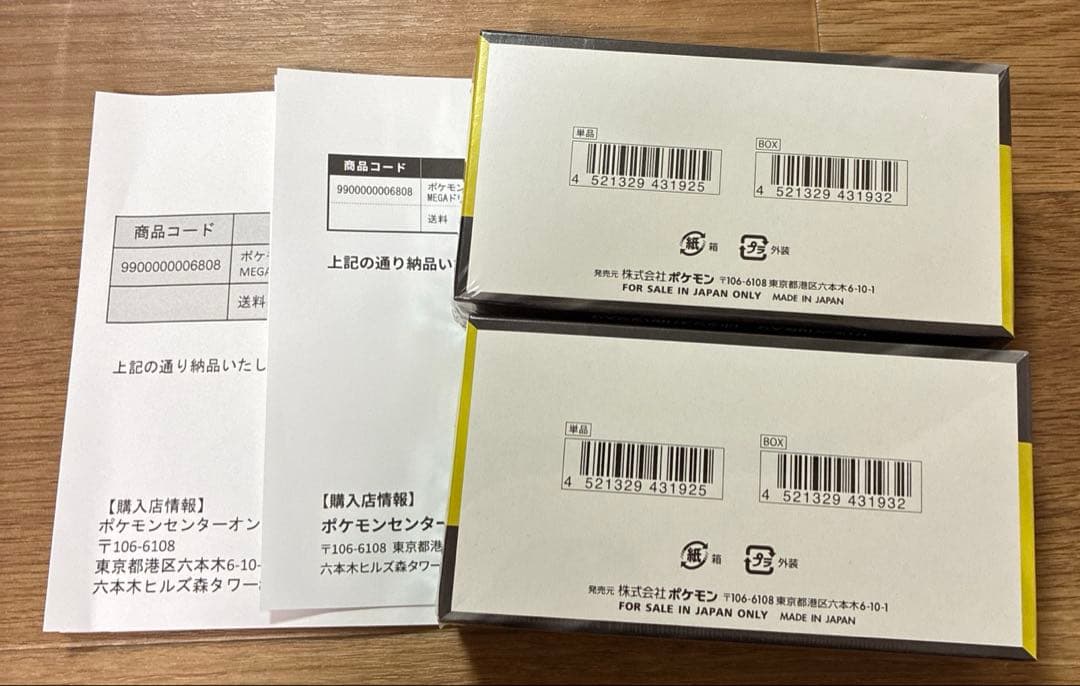 商品コード
9900000006808
ポケモ
MEGA
送料
上記の通り納品いたし
【購入店情報】
ポケモンセンターオン
〒106-6108
東京都港区六本木6-10-
六本木ヒルズ森タワー
商品コード
9900000006808
ポケモン
MEGAドリ
送料
上記の通り納品い
【購入店情報】
ポケモンセンター
〒106-6108 東京都港
六本木ヒルズ森タワー
単品
4 521329 431925
BOX
4 521329 431932
紙 箱
プラ 外装
発売元 株式会社ポケモン 〒106-6108 東京都港区六本木6-10-1
FOR SALE IN JAPAN ONLY MADE IN JAPAN
単品
4 521329 431925
BOX
4 521329 431932
紙 箱
プラ 外装
発売元 株式会社ポケモン 〒106-6108 東京都港区六本木6-10-1
FOR SALE IN JAPAN ONLY MADE IN JAPAN